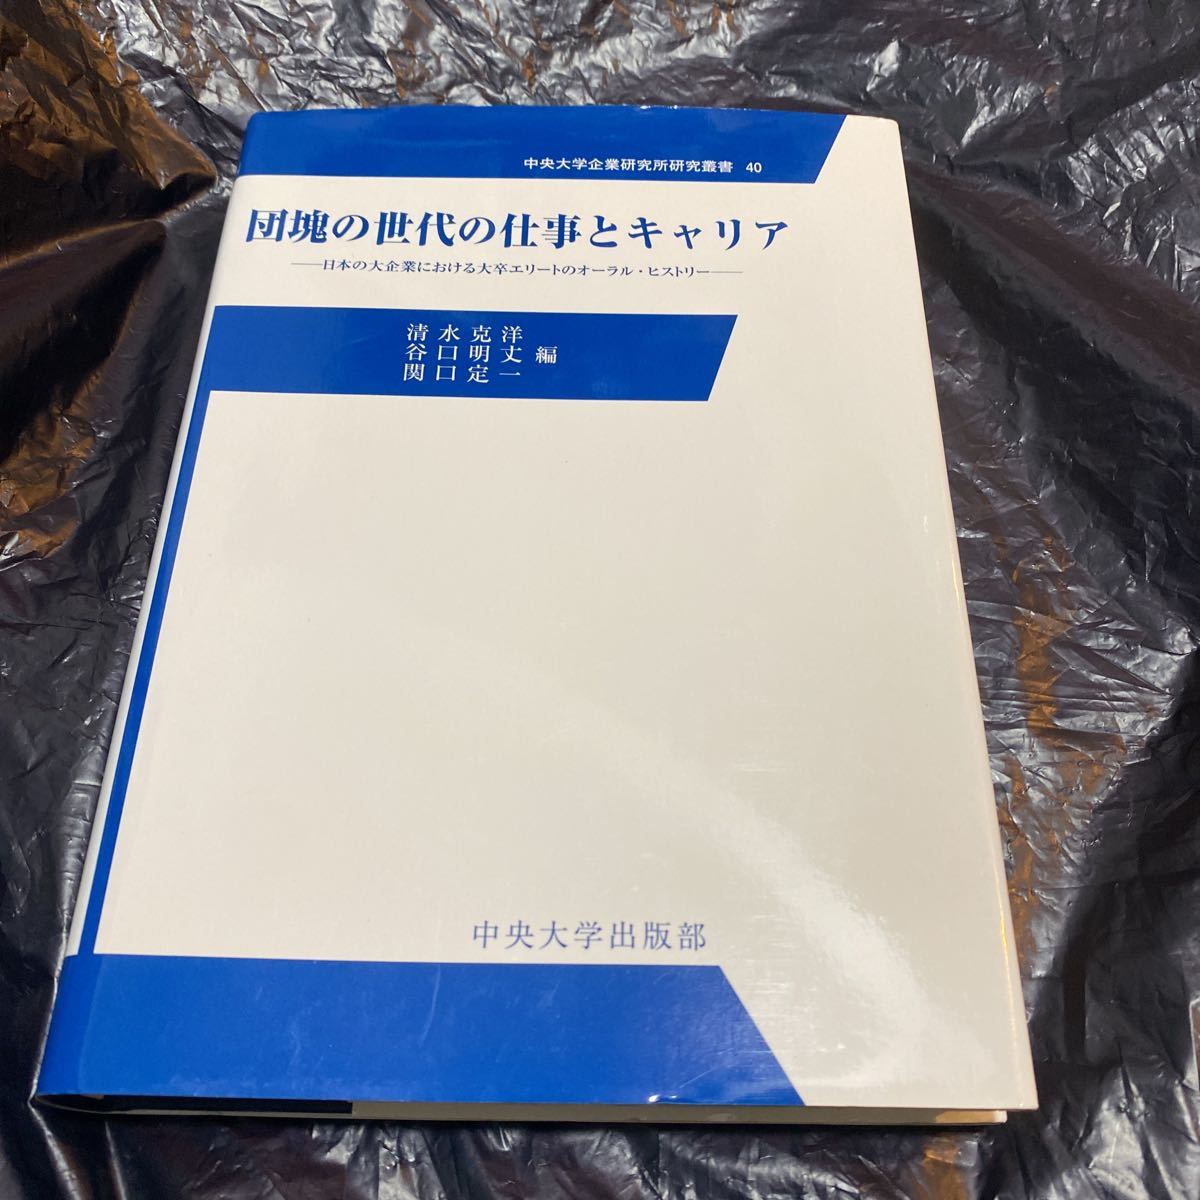 中央大学企業研究所研究叢書 40
団塊の世代の仕事とキャリア
——日本の大企業における大卒エリートのオーラル・ヒストリー——
清水克洋
谷口明丈 編
関口定一
中央大学出版部